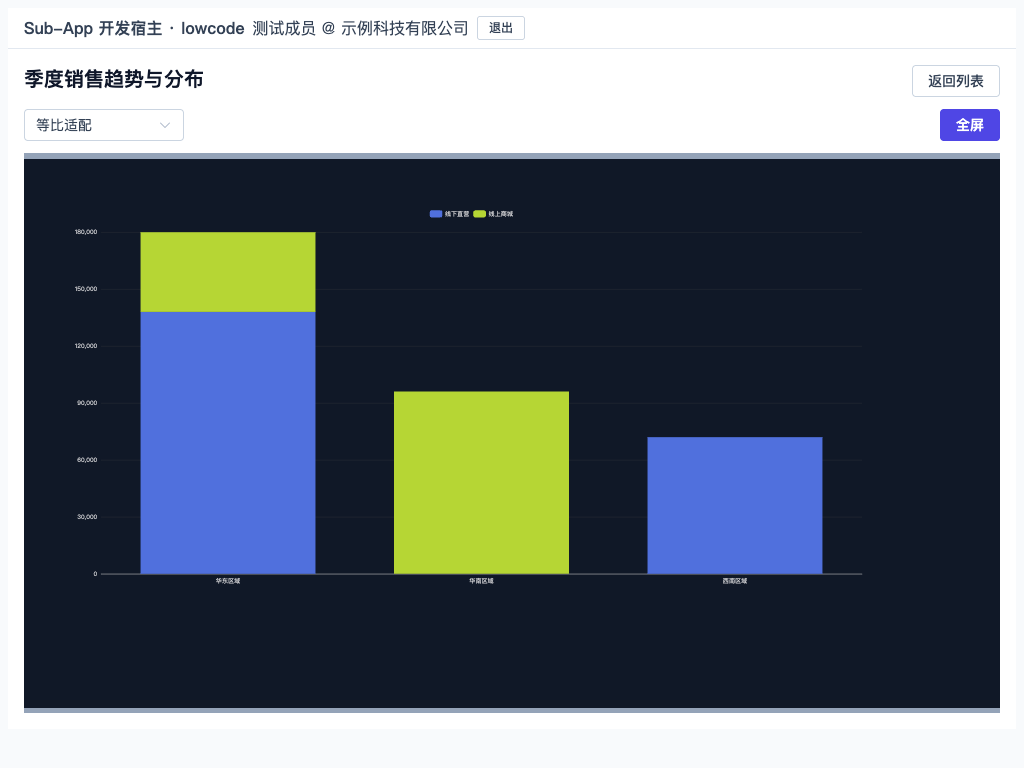 Sub-App 开发宿主 · lowcode 测试成员 @ 示例科技有限公司 退出
季度销售趋势与分布
返回列表
等比适配
全屏
线下直营 线上商城
180,000
150,000
120,000
90,000
60,000
30,000
0
华东区域 华南区域 西南区域